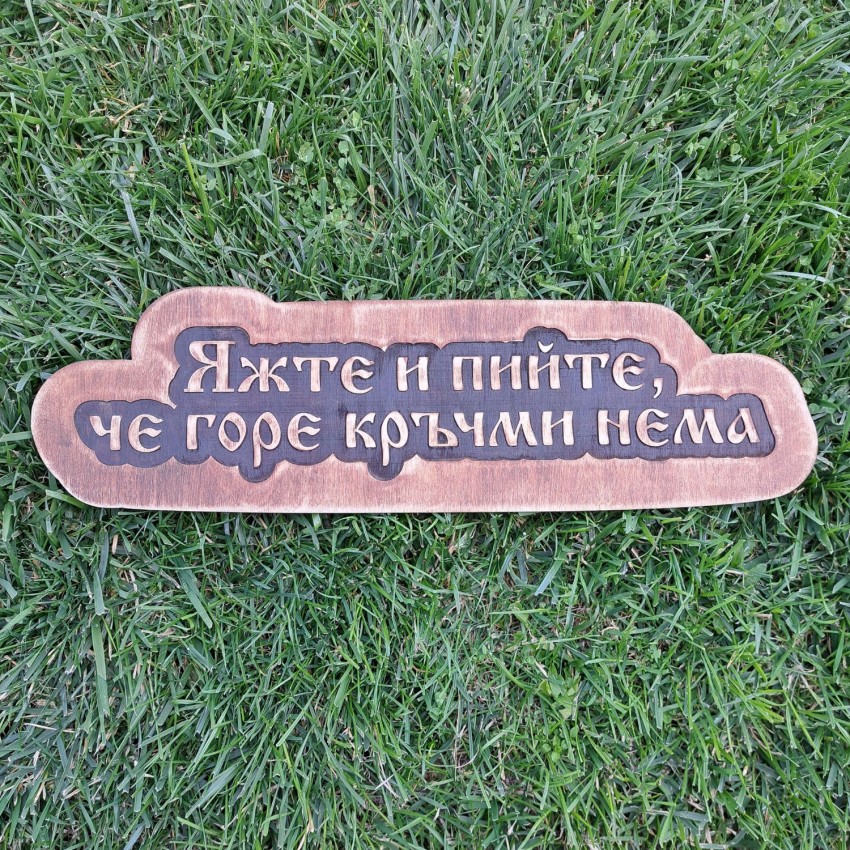 Яжте и пийте,
че горе кръчми нема